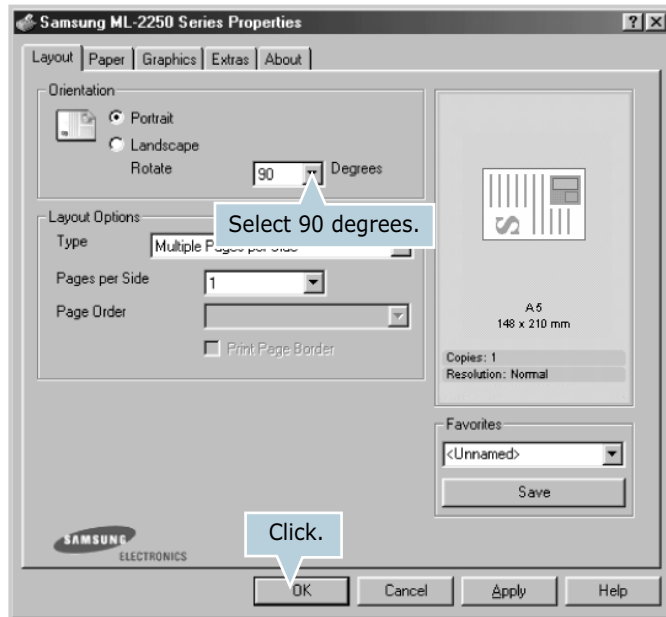 Samsung ML-2250 Series Properties
Layout Paper Graphics Extras About
Orientation
Portrait
Landscape
Rotate 90 Degrees
Select 90 degrees.
Layout Options
Type Multiple Pages per Side
Pages per Side 1
Page Order
Print Page Border
A5
148 x 210 mm
Copies: 1
Resolution: Normal
Favorites
<Unnamed>
Save
SAMSUNG
ELECTRONICS
Click.
OK Cancel Apply Help